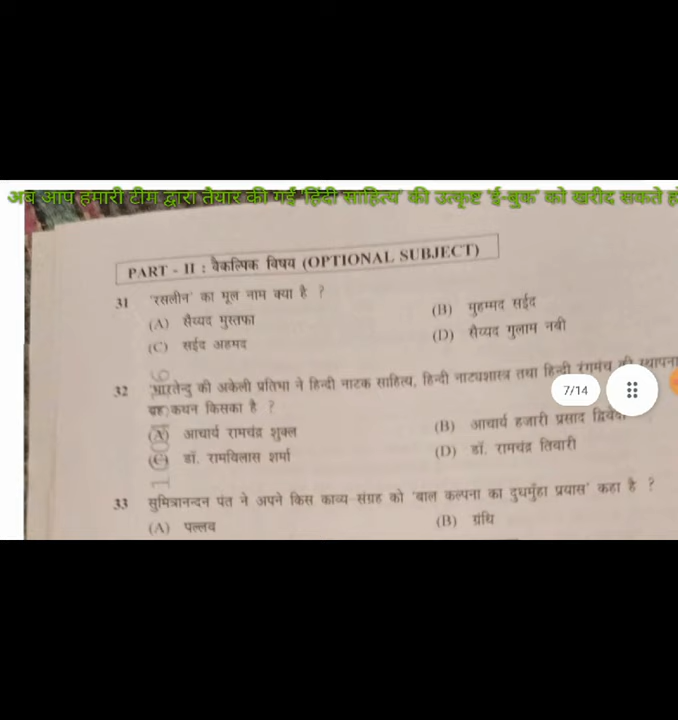 अब आप हमारी टीम द्वारा तैयार की गई 'हिंदी साहित्य' की उत्कृष्ट 'ई-बुक' को खरीद सकते
PART - II : वैकल्पिक विषय (OPTIONAL SUBJECT)
31 'रसलीन' का मूल नाम क्या है ?
(A) सैय्यद मुस्तफा (B) मुहम्मद सईद
(C) सईद अहमद (D) सैय्यद गुलाम नबी
32 'भारतेन्दु की अकेली प्रतिभा ने हिन्दी नाटक साहित्य, हिन्दी नाट्यशास्त्र तथा हिन्दी रंगमंच की स्थापना
7/14
यह कथन किसका है ?
(A) आचार्य रामचंद्र शुक्ल (B) आचार्य हजारी प्रसाद
(C) डॉ. रामविलास शर्मा (D) डॉ. रामचंद्र तिवारी
33 सुमित्रानन्दन पंत ने अपने किस काव्य-संग्रह को 'बाल कल्पना का दुधमुँहा प्रयास' कहा है ?
(A) पल्लव (B) ग्रंथि